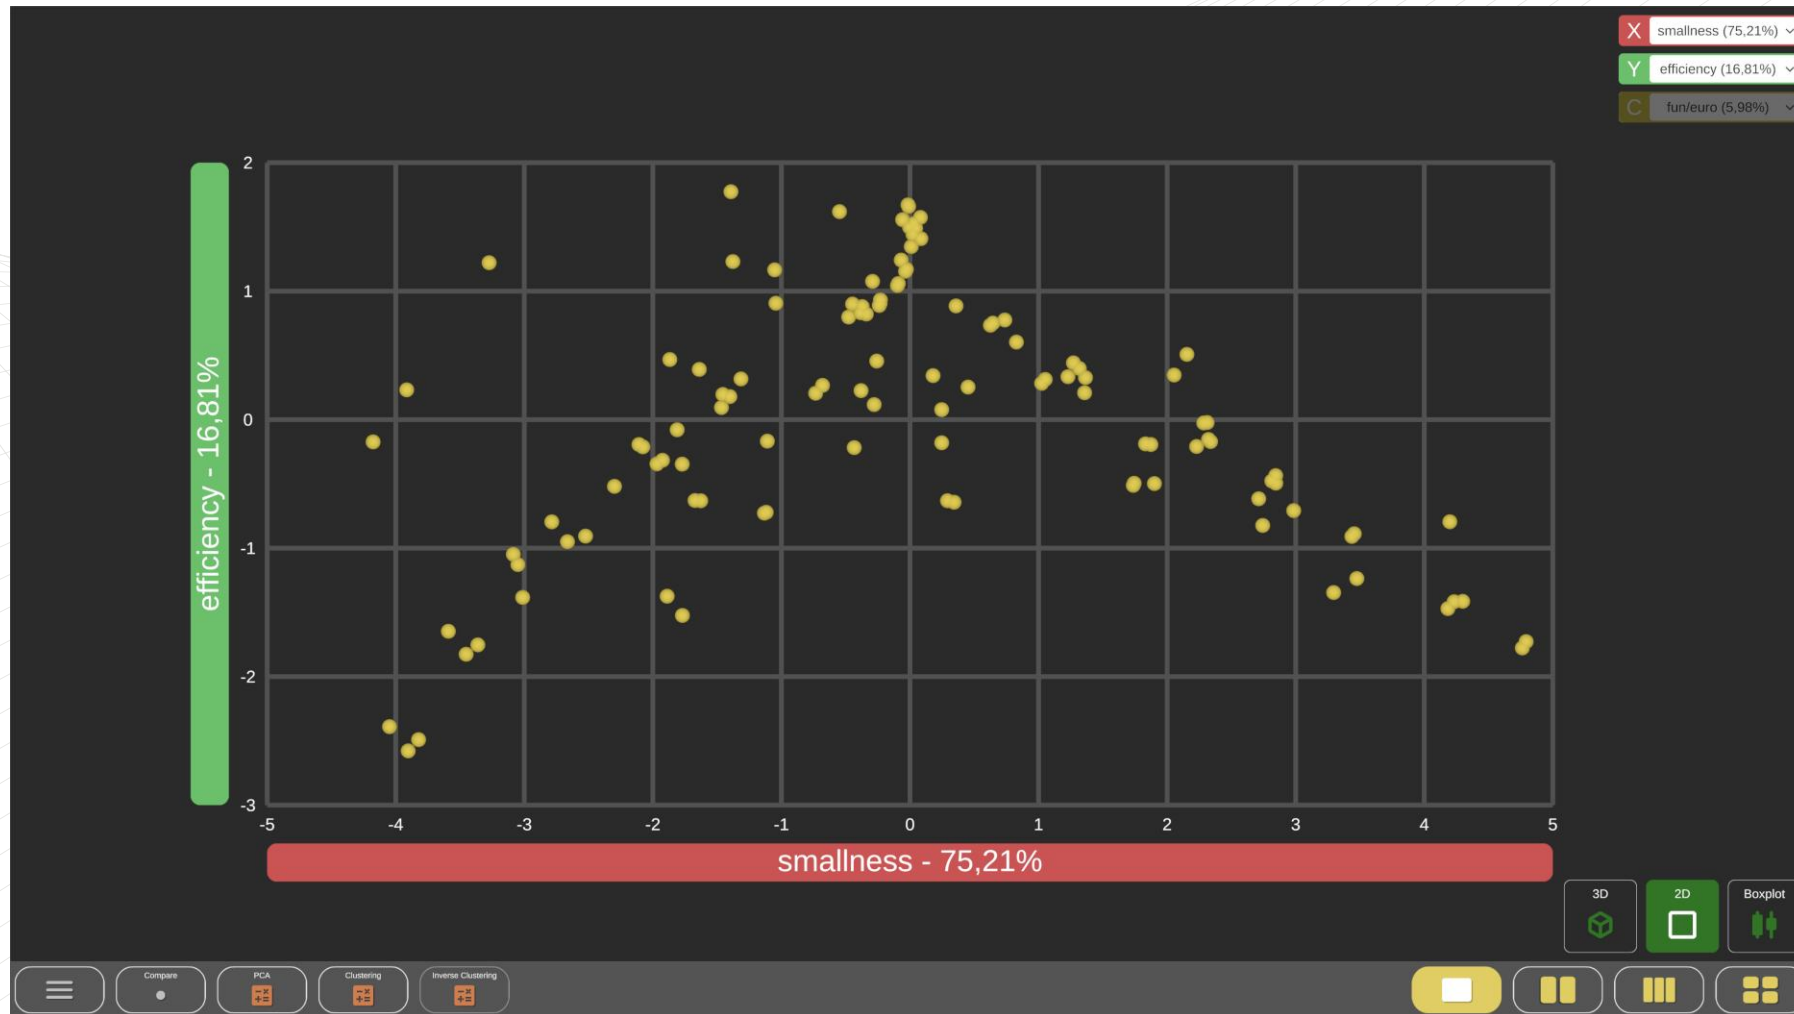 X smallness (75,21%)
Y efficiency (16,81%)
C fun/euro (5,98%)
efficiency - 16,81%
2
1
0
-1
-2
-3
-5 -4 -3 -2 -1 0 1 2 3 4 5
smallness - 75,21%
3D 2D Boxplot
Compare PCA Clustering Inverse Clustering